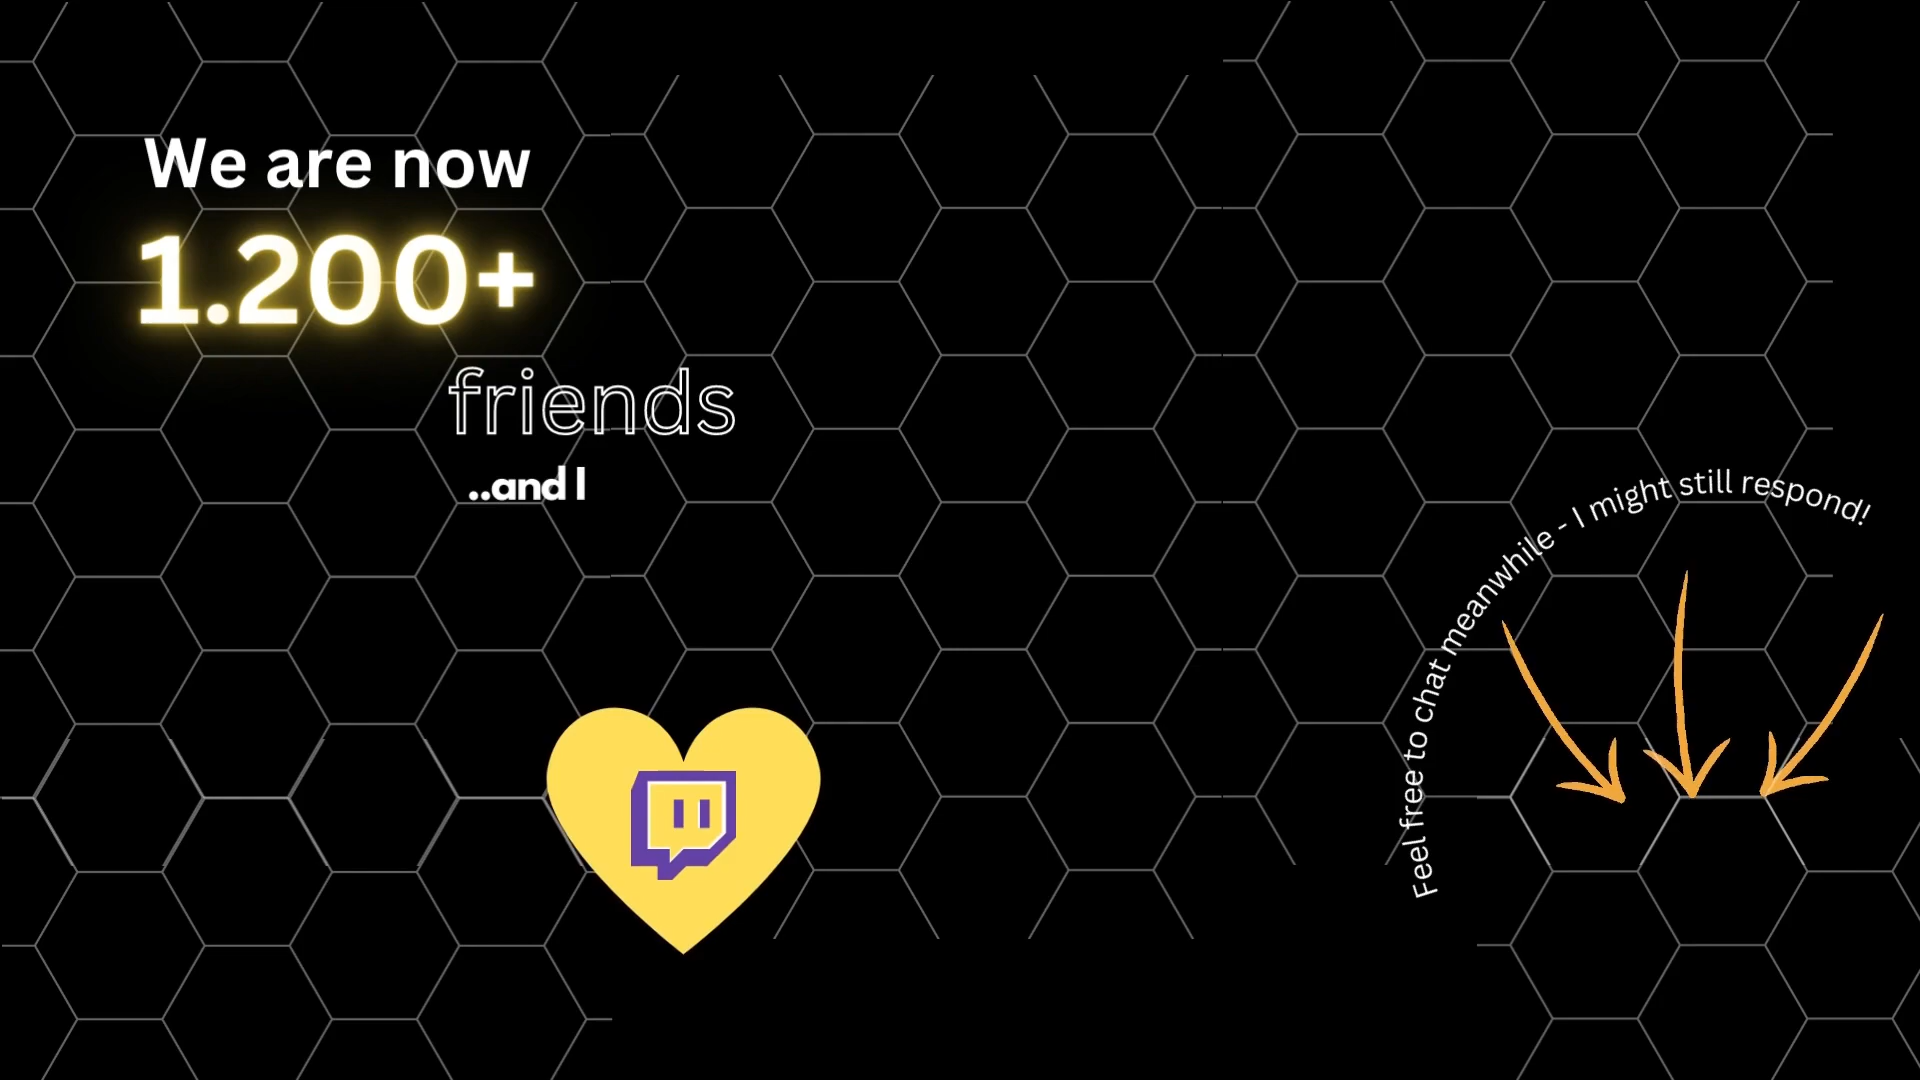 We are now
1.200+
friends
..and I
Feel free to chat meanwhile - I might still respond!